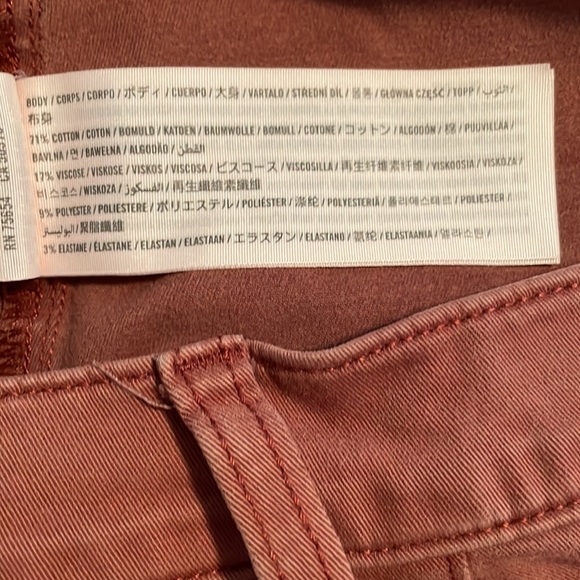 BODY / CORPS / CORPO / ボディ / CUERPO / 大身 / VARTALO / STŘEDNÍ DÍL / 몸통 / GŁÓWNA CZĘŚĆ / TOPP / الثوب /
布身
71% COTTON / COTON / BOMULD / KATOEN / BAUMWOLLE / BOMULL / COTONE / コットン / ALGODÓN / 棉 / PUUVILLAA /
BAVLNA / 면 / BAWEŁNA / ALGODÃO / القطن
17% VISCOSE / VISKOSE / VISKOS / VISCOSA / ビスコース / VISCOSILLA / 再生纤维素纤维 / VISKOOSIA / VISKÓZA /
비스코스 / WISKOZA / الفسكوز / 再生纖維素纖維
9% POLYESTER / POLIESTERE / ポリエステル / POLIÉSTER / 涤纶 / POLYESTERIÄ / 폴리에스테르 / POLIESTER /
البوليستر / 聚脂纖維
3% ELASTANE / ÉLASTANE / ELASTAN / ELASTAAN / エラスタン / ELASTANO / 氨纶 / ELASTAANIA / 엘라스탄 /
RN 75654